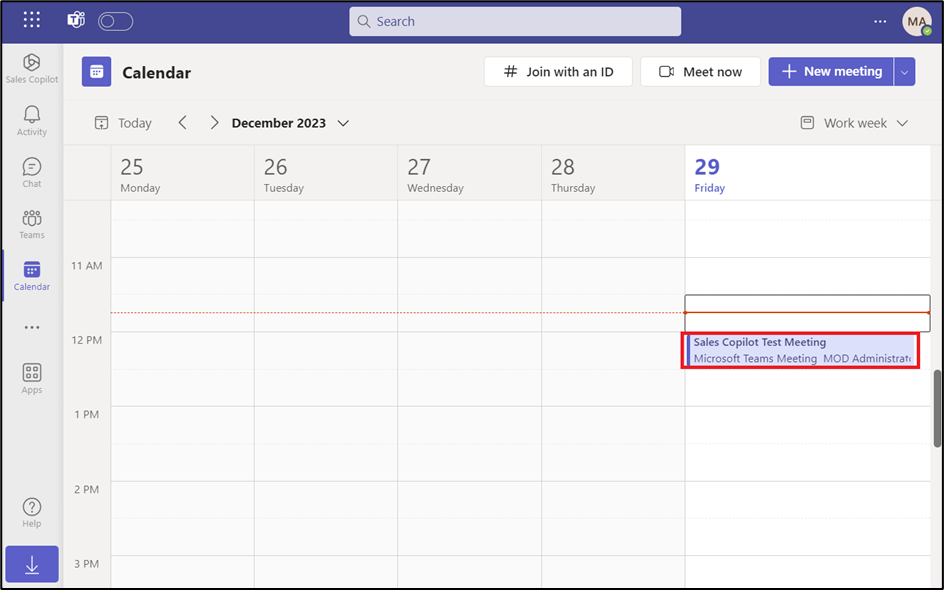 Search
MA
Sales Copilot
Activity
Chat
Teams
Calendar
Apps
Help
Calendar
# Join with an ID
Meet now
New meeting
Today
December 2023
Work week
25
Monday
26
Tuesday
27
Wednesday
28
Thursday
29
Friday
11 AM
12 PM
1 PM
2 PM
3 PM
Sales Copilot Test Meeting
Microsoft Teams Meeting MOD Administrat